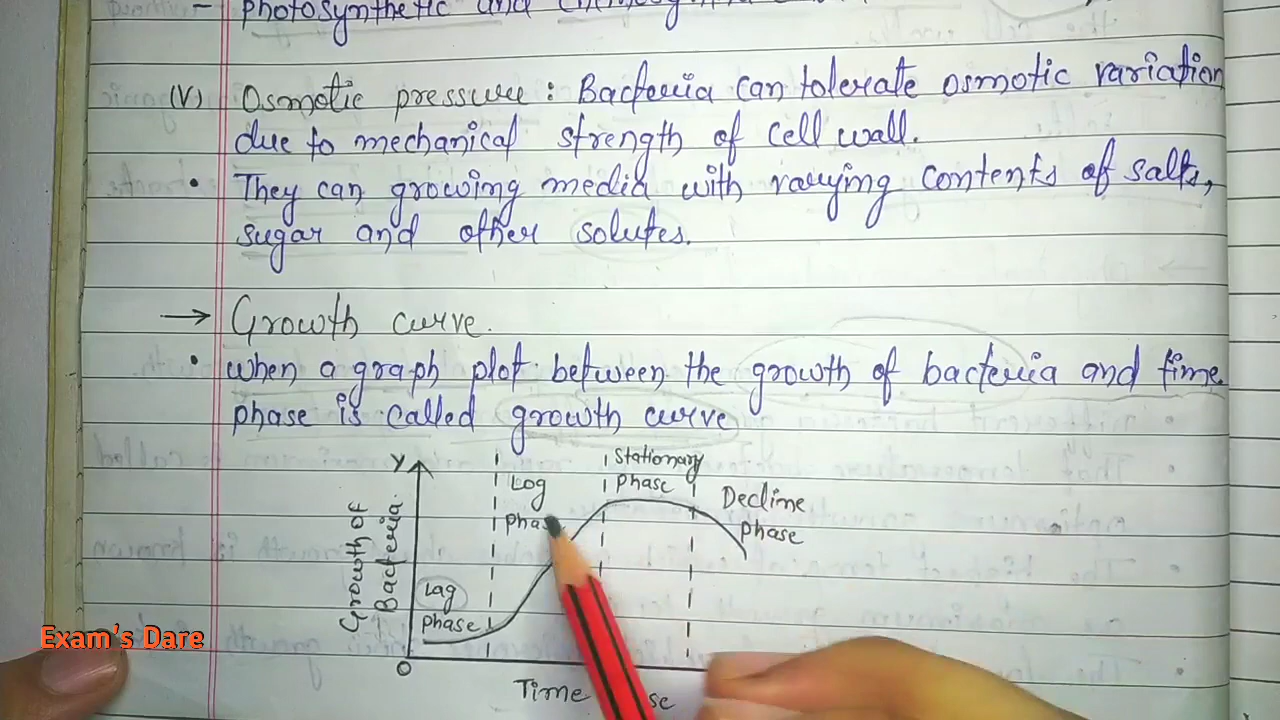 - Photosynthetic and
(V) Osmotic pressure : Bacteria can tolerate osmotic variation
due to mechanical strength of cell wall.
• They can growing media with varying contents of salts,
sugar and other solutes.
→ Growth curve.
• when a graph plot between the growth of bacteria and time
phase is called growth curve
Y
Stationary
phase
Log
phase
Decline
phase
Growth of
Bacteria
Lag
phase
O
Time se
Exam's Dare